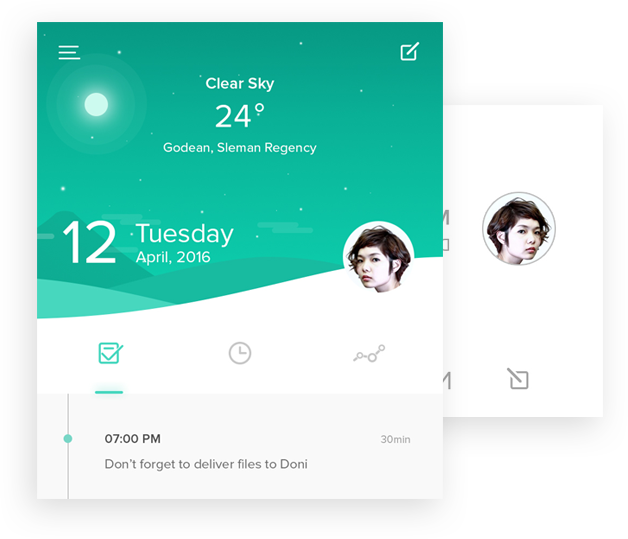 Clear Sky
24°
Godean, Sleman Regency
12
Tuesday
April, 2016
07:00 PM
30min
Don't forget to deliver files to Doni